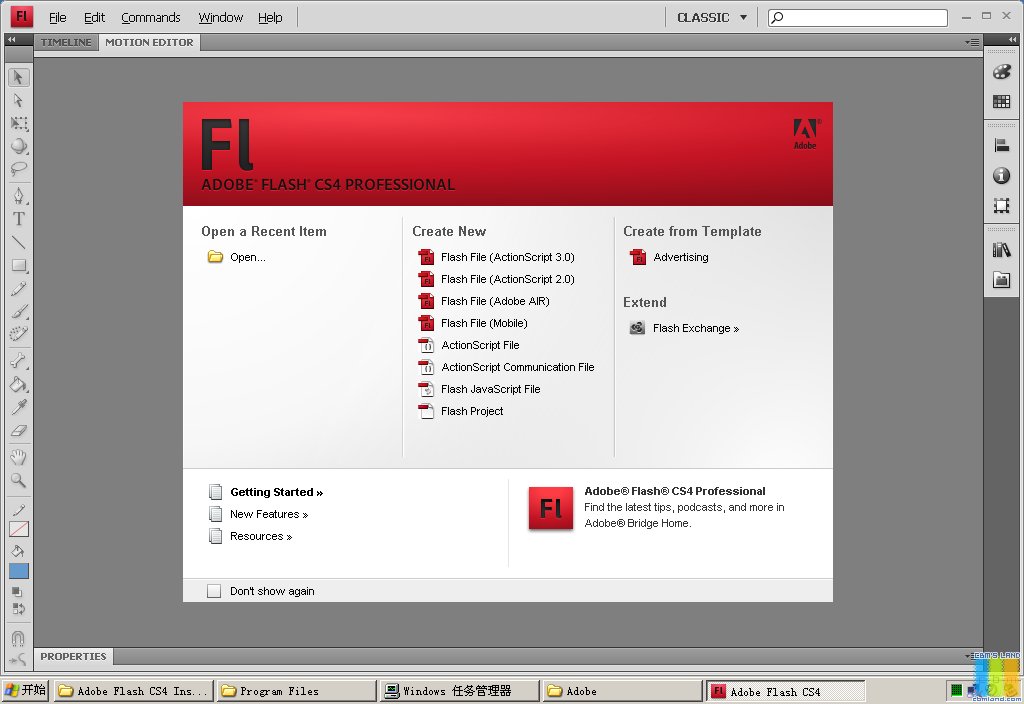 Fl File Edit Commands Window Help CLASSIC
TIMELINE MOTION EDITOR
Fl
Adobe
ADOBE® FLASH® CS4 PROFESSIONAL
Open a Recent Item
Open...
Create New
Flash File (ActionScript 3.0)
Flash File (ActionScript 2.0)
Flash File (Adobe AIR)
Flash File (Mobile)
ActionScript File
ActionScript Communication File
Flash JavaScript File
Flash Project
Create from Template
Advertising
Extend
Flash Exchange »
Getting Started »
New Features »
Resources »
Fl
Adobe® Flash® CS4 Professional
Find the latest tips, podcasts, and more in
Adobe® Bridge Home.
Don't show again
PROPERTIES
GBM'S LAND
开始 Adobe Flash CS4 Ins... Program Files Windows 任务管理器 Adobe Fl Adobe Flash CS4
gbmland.com